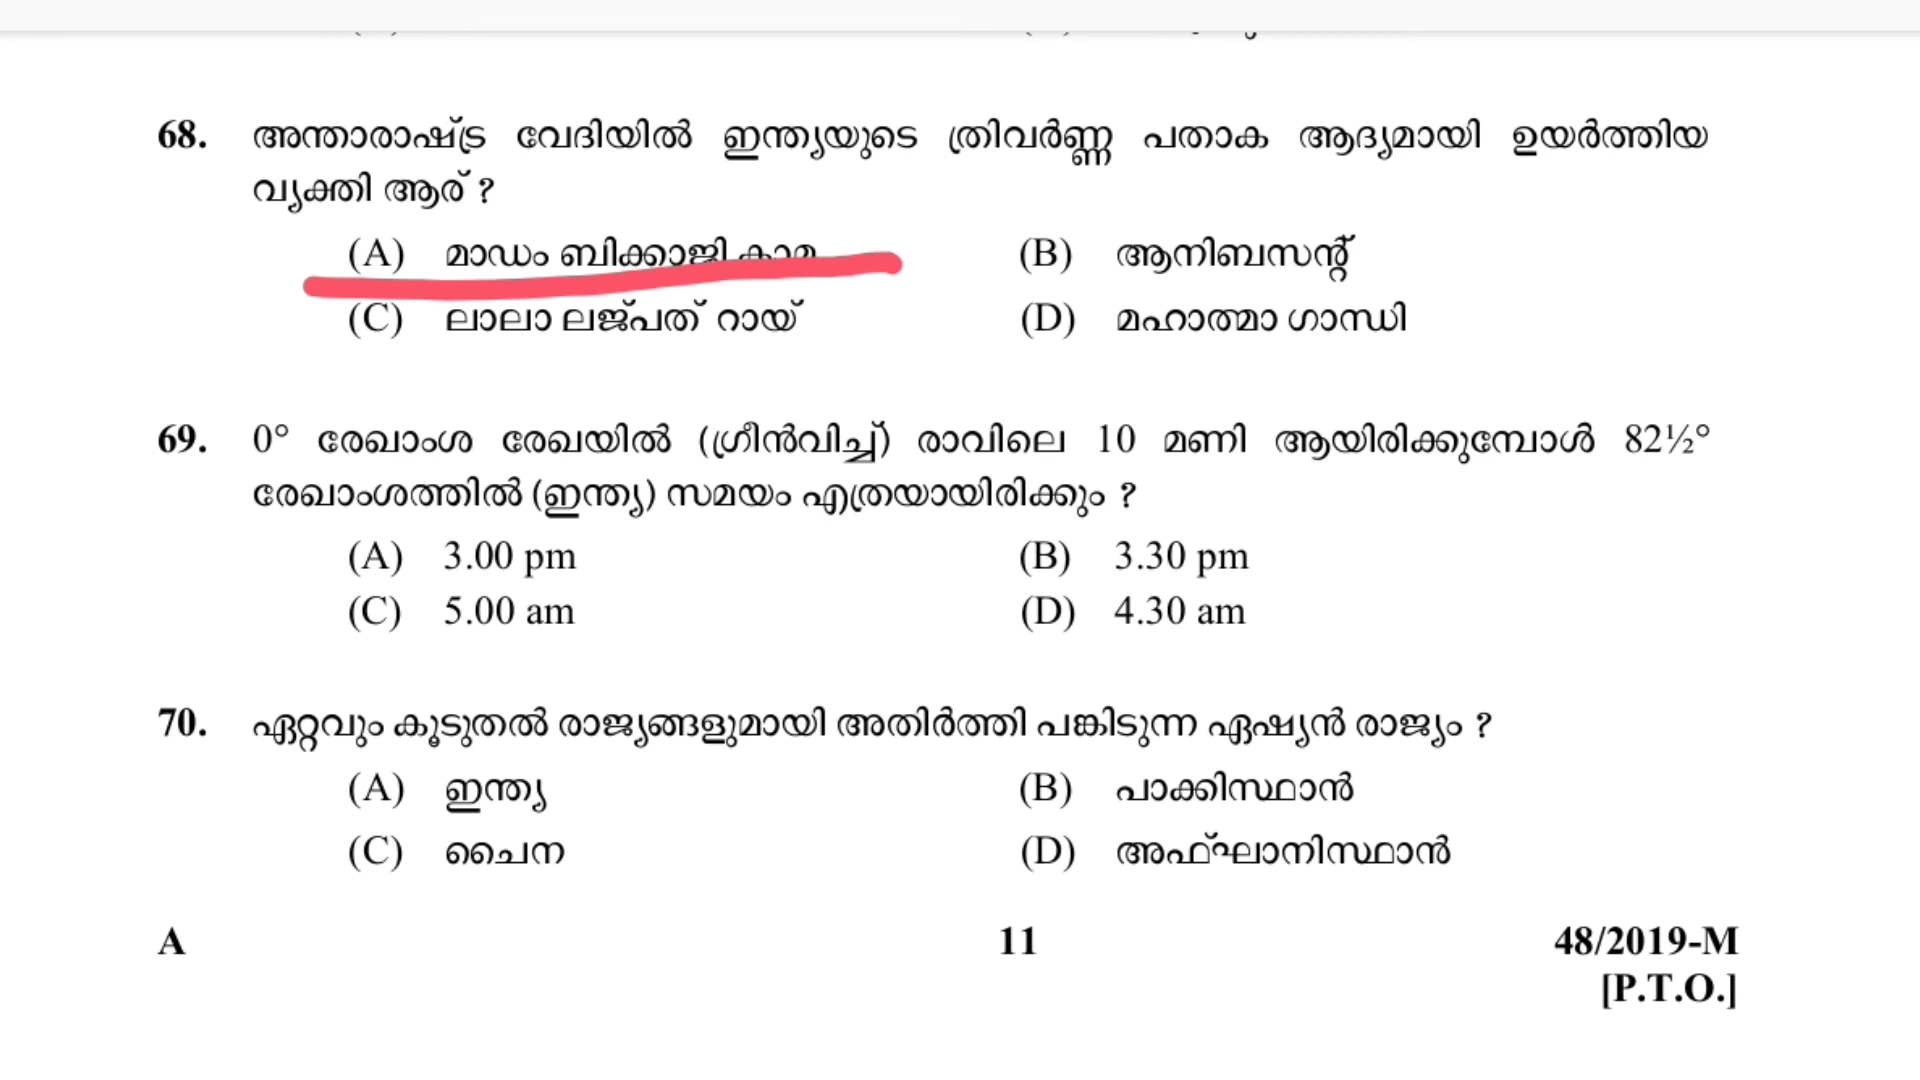 68. അന്താരാഷ്ട്ര വേദിയിൽ ഇന്ത്യയുടെ ത്രിവർണ്ണ പതാക ആദ്യമായി ഉയർത്തിയ
വ്യക്തി ആര് ?
(A) മാഡം ബിക്കാജി കാമ (B) ആനിബസന്റ്
(C) ലാലാ ലജ്പത് റായ് (D) മഹാത്മാ ഗാന്ധി
69. 0° രേഖാംശ രേഖയിൽ (ഗ്രീൻവിച്ച്) രാവിലെ 10 മണി ആയിരിക്കുമ്പോൾ 82½°
രേഖാംശത്തിൽ (ഇന്ത്യ) സമയം എത്രയായിരിക്കും ?
(A) 3.00 pm (B) 3.30 pm
(C) 5.00 am (D) 4.30 am
70. ഏറ്റവും കൂടുതൽ രാജ്യങ്ങളുമായി അതിർത്തി പങ്കിടുന്ന ഏഷ്യൻ രാജ്യം ?
(A) ഇന്ത്യ (B) പാക്കിസ്ഥാൻ
(C) ചൈന (D) അഫ്ഘാനിസ്ഥാൻ
A 11 48/2019-M
[P.T.O.]